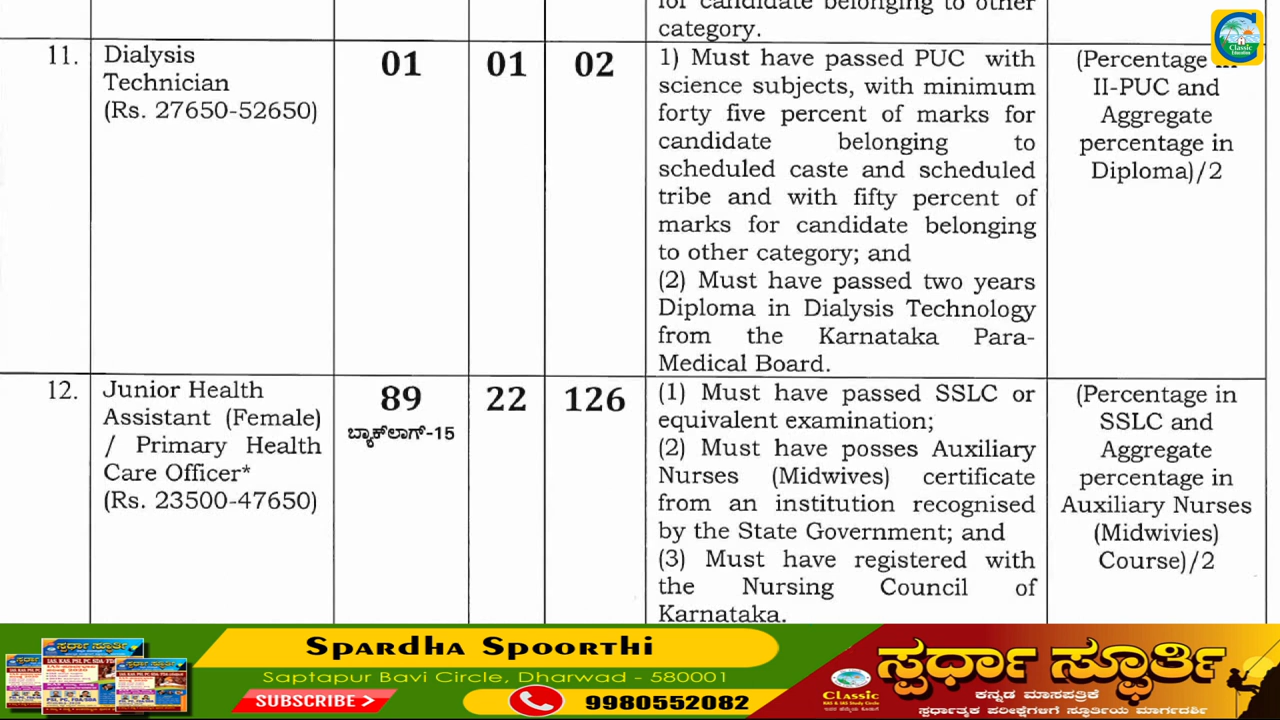 for candidate belonging to other
category.
11.
Dialysis
Technician
(Rs. 27650-52650)
01
01
02
1) Must have passed PUC with
science subjects, with minimum
forty five percent of marks for
candidate belonging to
scheduled caste and scheduled
tribe and with fifty percent of
marks for candidate belonging
to other category; and
(2) Must have passed two years
Diploma in Dialysis Technology
from the Karnataka Para-
Medical Board.
(Percentage in
II-PUC and
Aggregate
percentage in
Diploma)/2
12.
Junior Health
Assistant (Female)
/ Primary Health
Care Officer*
(Rs. 23500-47650)
89
ಬ್ಯಾಕ್‌ಲಾಗ್-15
22
126
(1) Must have passed SSLC or
equivalent examination;
(2) Must have posses Auxiliary
Nurses (Midwives) certificate
from an institution recognised
by the State Government; and
(3) Must have registered with
the Nursing Council of
Karnataka.
(Percentage in
SSLC and
Aggregate
percentage in
Auxiliary Nurses
(Midwivies)
Course)/2
Classic
Education
Spardha Spoorthi
Saptapur Bavi Circle, Dharwad - 580001
SUBSCRIBE >
9980552082
ಸ್ಪರ್ಧಾ ಸ್ಫೂರ್ತಿ
Classic
KAS & IAS Study Circle
ಕನ್ನಡ ಮಾಸಪತ್ರಿಕೆ
ಸ್ಪರ್ಧಾತ್ಮಕ ಪರೀಕ್ಷೆಗಳಿಗೆ ಸ್ಫೂರ್ತಿಯ ಮಾರ್ಗದರ್ಶಿ
ಸ್ಪರ್ಧಾ ಸ್ಫೂರ್ತಿ